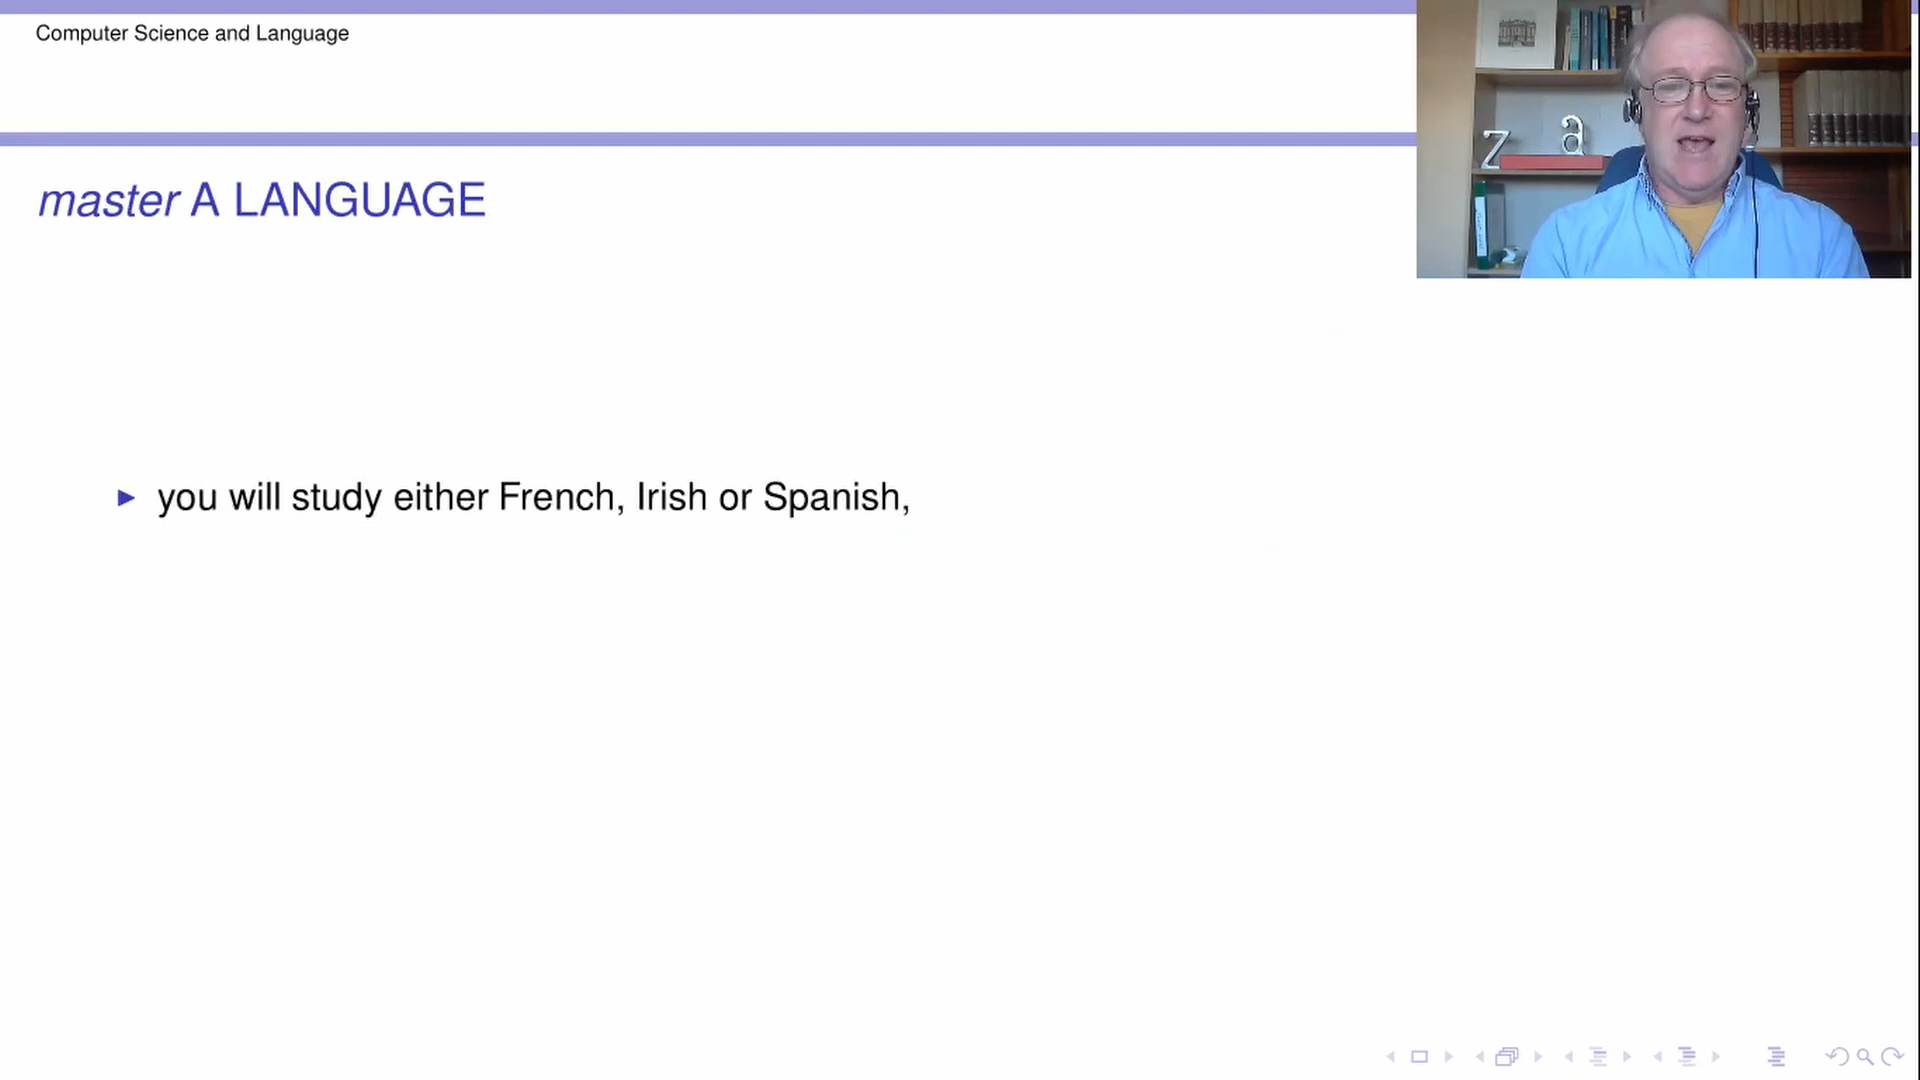 Computer Science and Language
z a
master A LANGUAGE
you will study either French, Irish or Spanish,